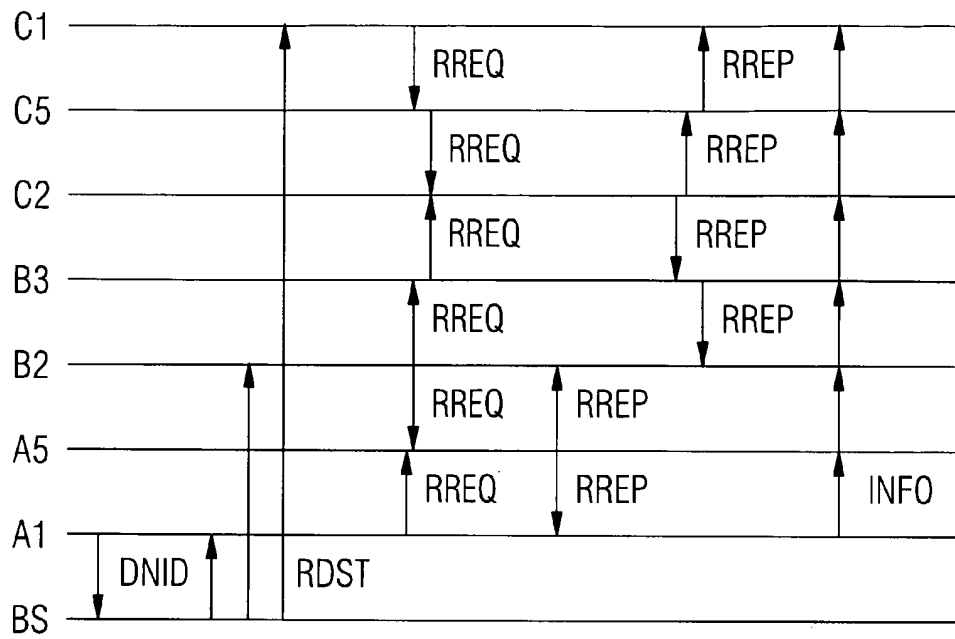 C1
RREQ RREP
C5
RREQ RREP
C2
RREQ RREP
B3
RREQ RREP
B2
RREQ RREP
A5
RREQ RREP INFO
A1
DNID RDST
BS